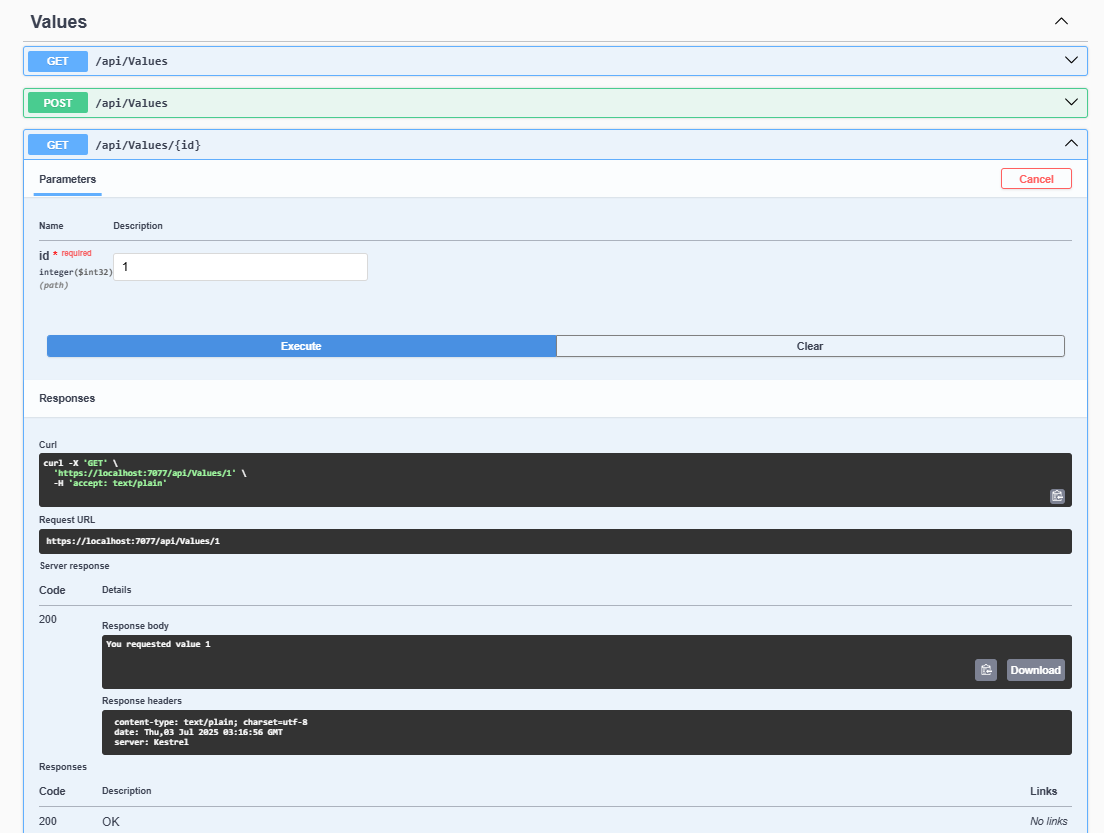 Values
GET /api/Values
POST /api/Values
GET /api/Values/{id}
Parameters Cancel
Name Description
id * required
integer($int32)
(path)
1
Execute Clear
Responses
Curl
curl -X 'GET' \
'https://localhost:7077/api/Values/1' \
-H 'accept: text/plain'
Request URL
https://localhost:7077/api/Values/1
Server response
Code Details
200
Response body
You requested value 1
Download
Response headers
content-type: text/plain; charset=utf-8
date: Thu,03 Jul 2025 03:16:56 GMT
server: Kestrel
Responses
Code Description Links
200 OK No links